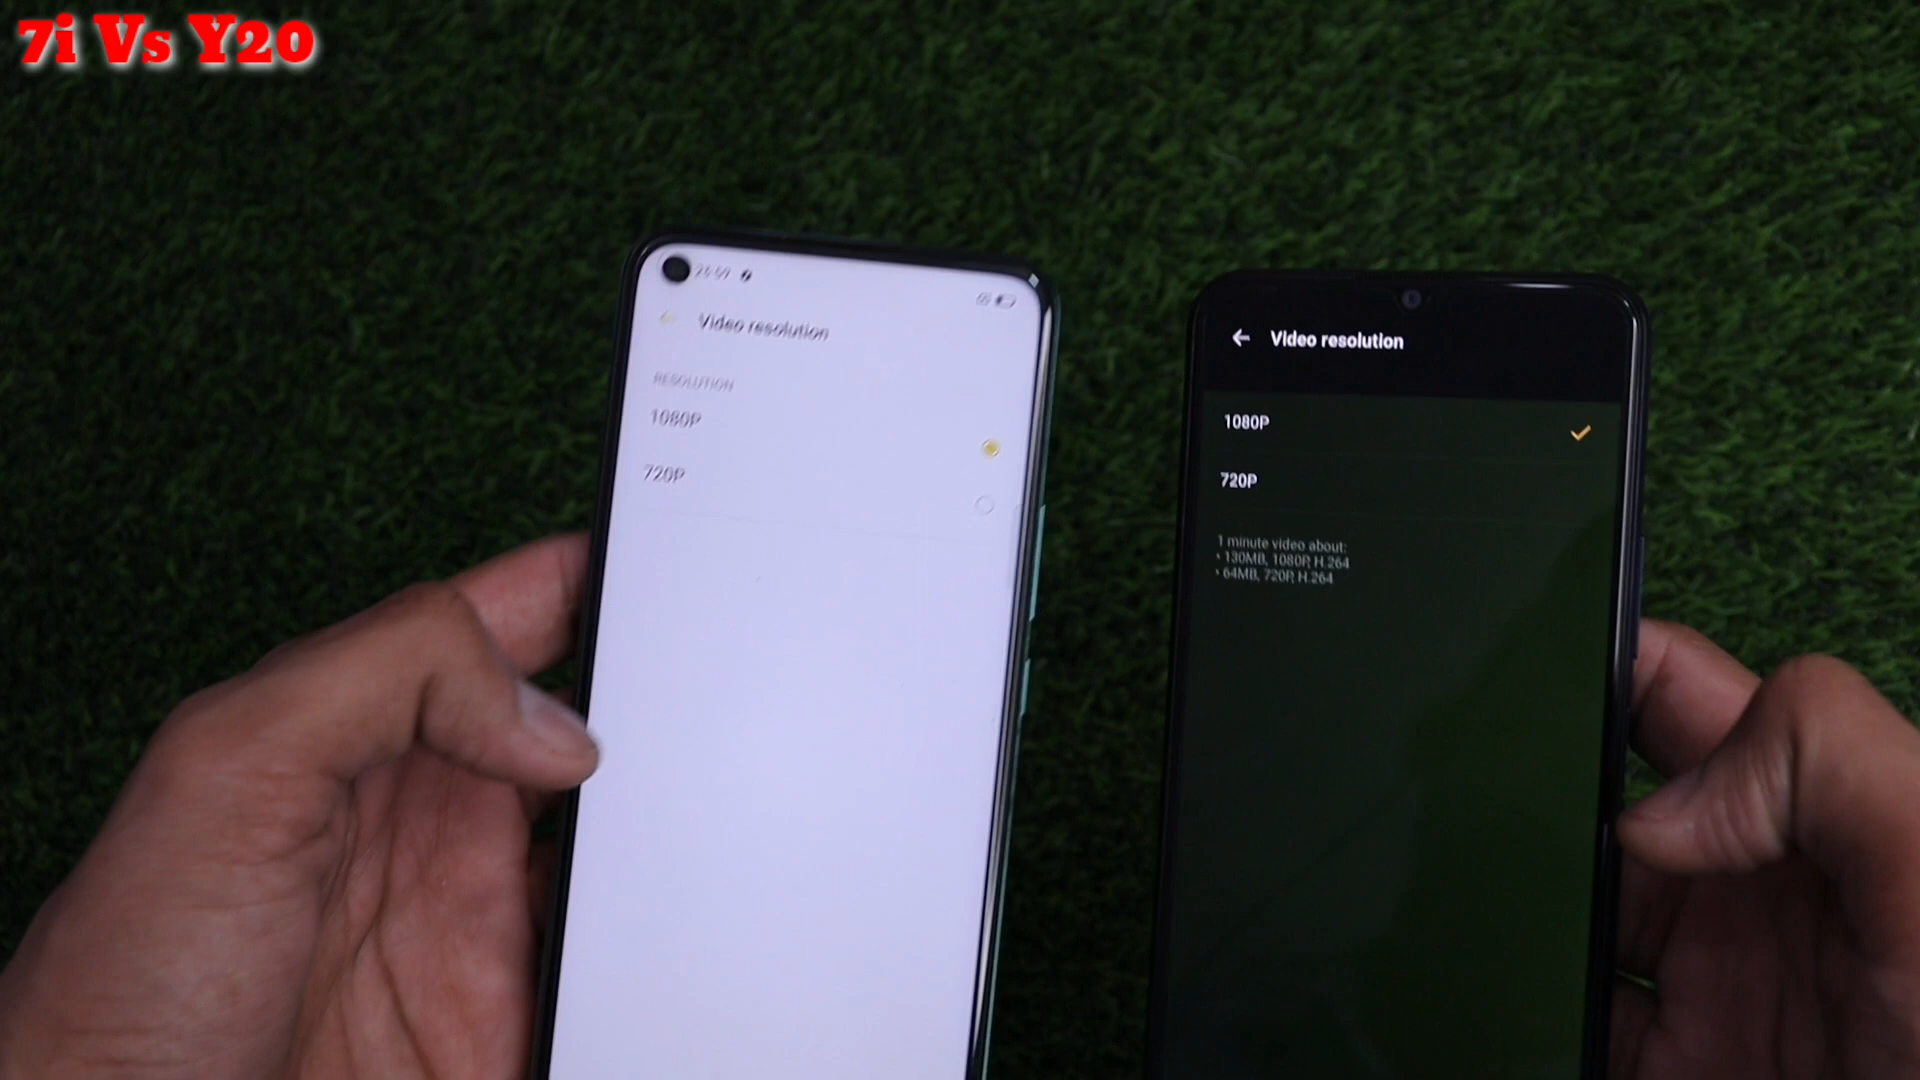 7i Vs Y20
Video resolution
RESOLUTION
1080P
720P
Video resolution
1080P
720P
1 minute video about:
• 130MB, 1080P, H.264
• 64MB, 720P, H.264